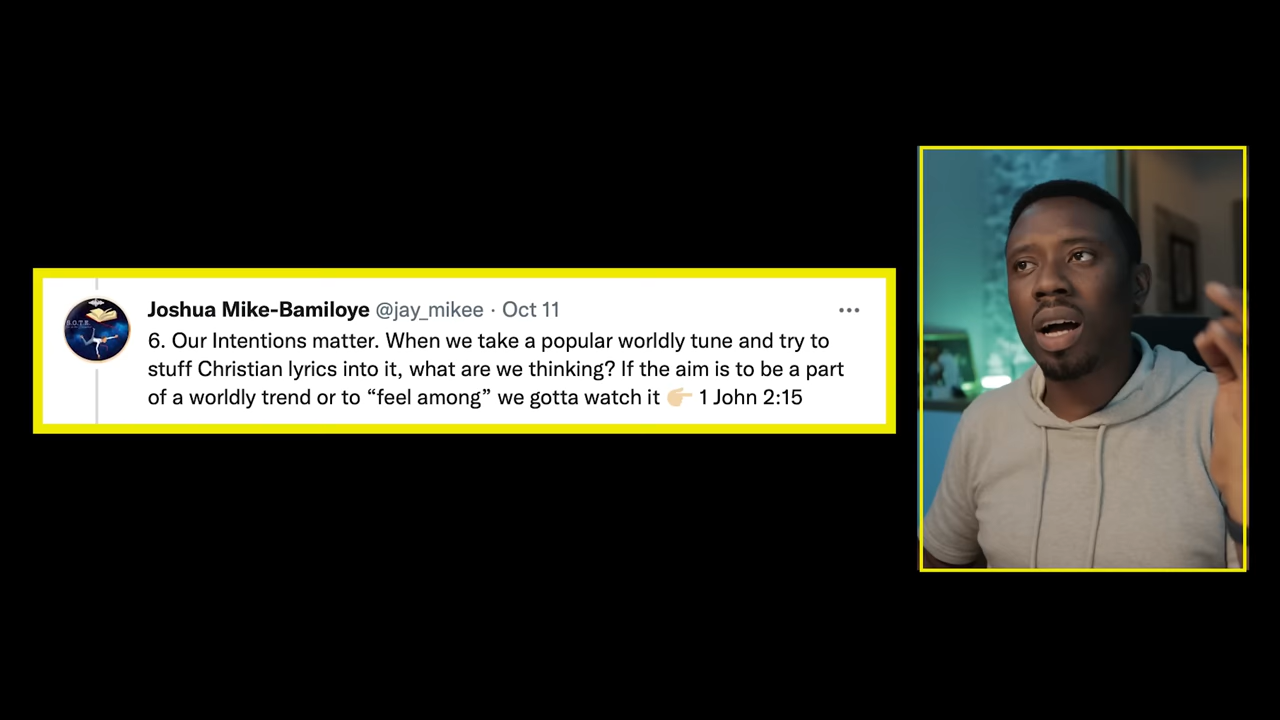 Joshua Mike-Bamiloye @jay_mikee · Oct 11
6. Our Intentions matter. When we take a popular worldly tune and try to
stuff Christian lyrics into it, what are we thinking? If the aim is to be a part
of a worldly trend or to “feel among” we gotta watch it 👉🏼 1 John 2:15